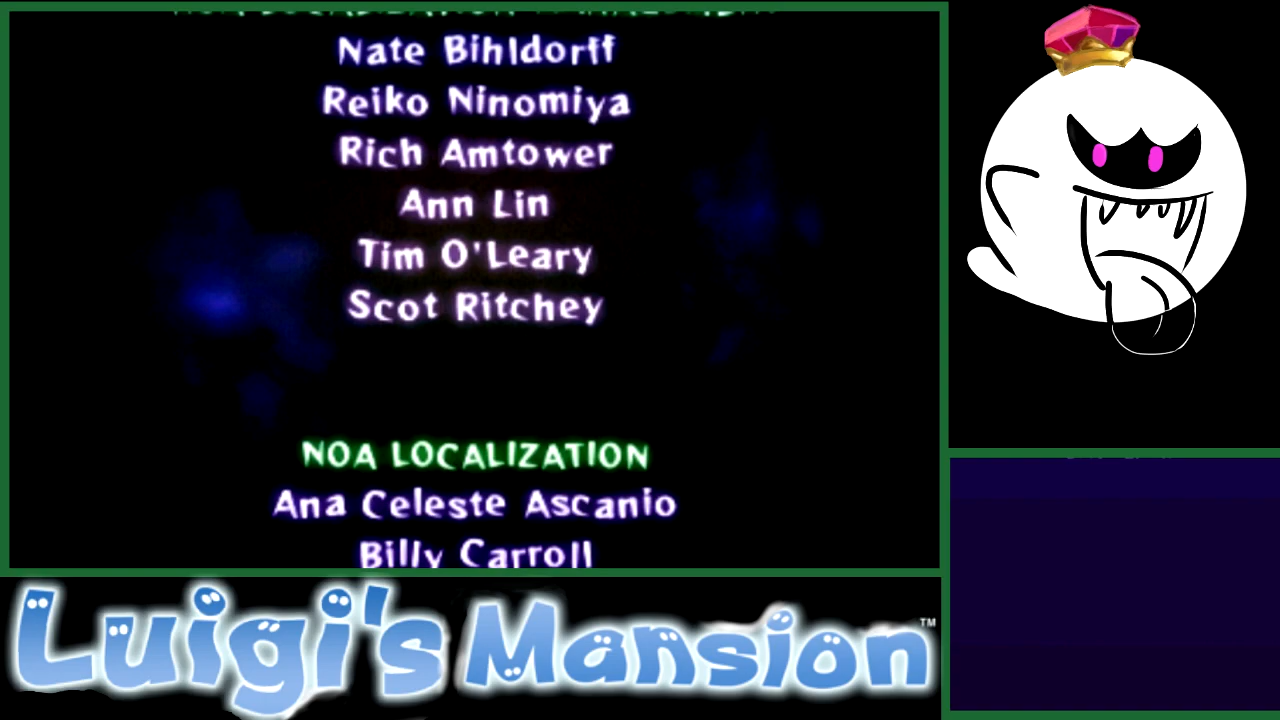 Nate Bihldorff
Reiko Ninomiya
Rich Amtower
Ann Lin
Tim O'Leary
Scot Ritchey
NOA LOCALIZATION
Ana Celeste Ascanio
Billy Carroll
Luigi's Mansion™